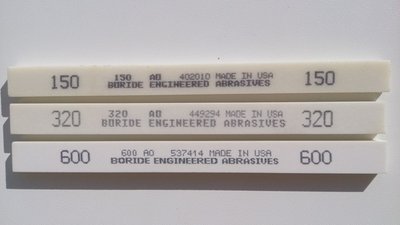 150 150 AO 402010 MADE IN USA 150
BORIDE ENGINEERED ABRASIVES
320 320 AO 449294 MADE IN USA 320
BORIDE ENGINEERED ABRASIVES
600 600 AO 537414 MADE IN USA 600
BORIDE ENGINEERED ABRASIVES